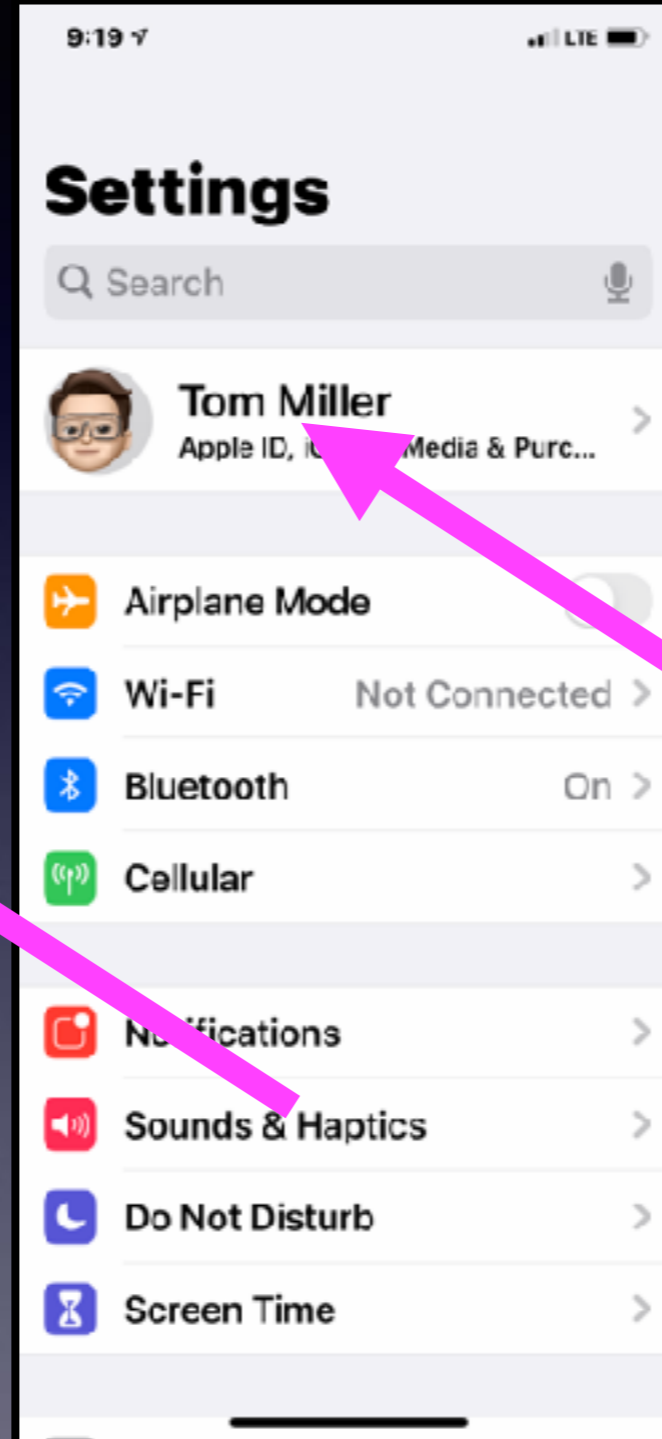 9:19
LTE
Settings
Search
Tom Miller
Apple ID, Media & Purc...
Airplane Mode
Wi-Fi Not Connected
Bluetooth On
Cellular
Notifications
Sounds & Haptics
Do Not Disturb
Screen Time